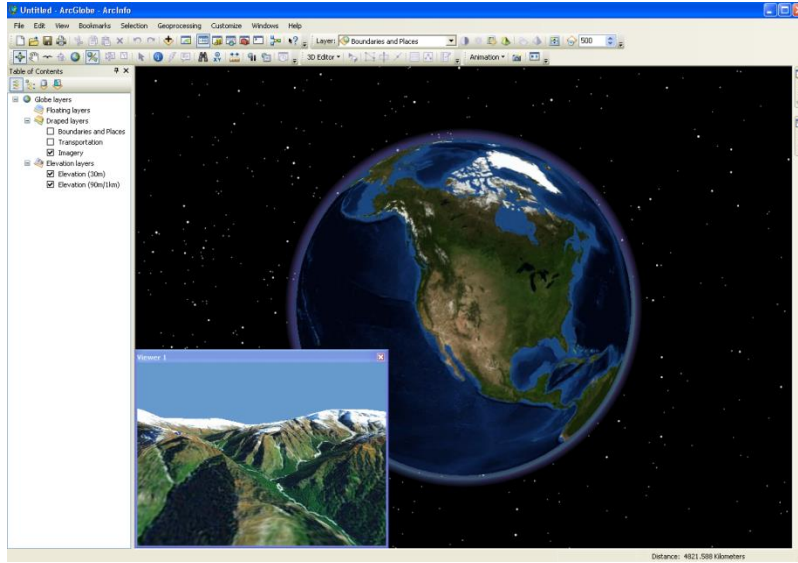 Untitled - ArcGlobe - ArcInfo
File Edit View Bookmarks Selection Geoprocessing Customize Windows Help
Layer: Boundaries and Places 500
3D Editor Animation
Table of Contents
Globe layers
Floating layers
Draped layers
Boundaries and Places
Transportation
Imagery
Elevation layers
Elevation (30m)
Elevation (90m/1km)
Viewer 1
Distance: 4821.588 Kilometers